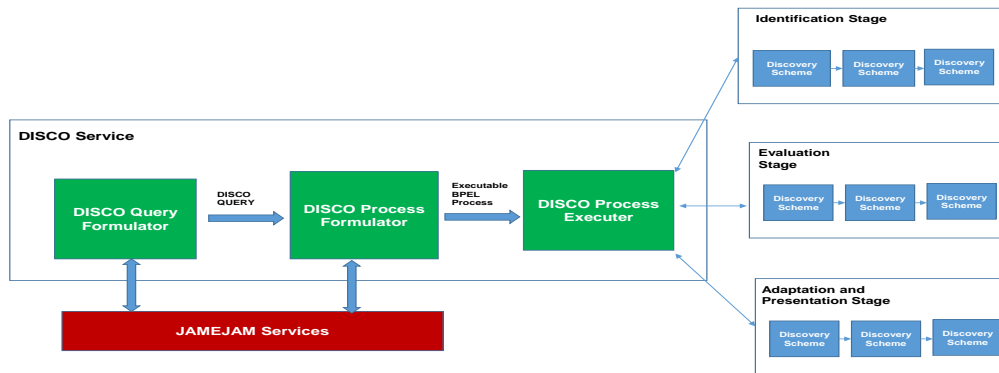 Identification Stage
Discovery
Scheme
Discovery
Scheme
Discovery
Scheme
DISCO Service
DISCO Query
Formulator
DISCO
QUERY
DISCO Process
Formulator
Executable
BPEL
Process
DISCO Process
Executer
Evaluation
Stage
Discovery
Scheme
Discovery
Scheme
Discovery
Scheme
JAMEJAM Services
Adaptation and
Presentation Stage
Discovery
Scheme
Discovery
Scheme
Discovery
Scheme